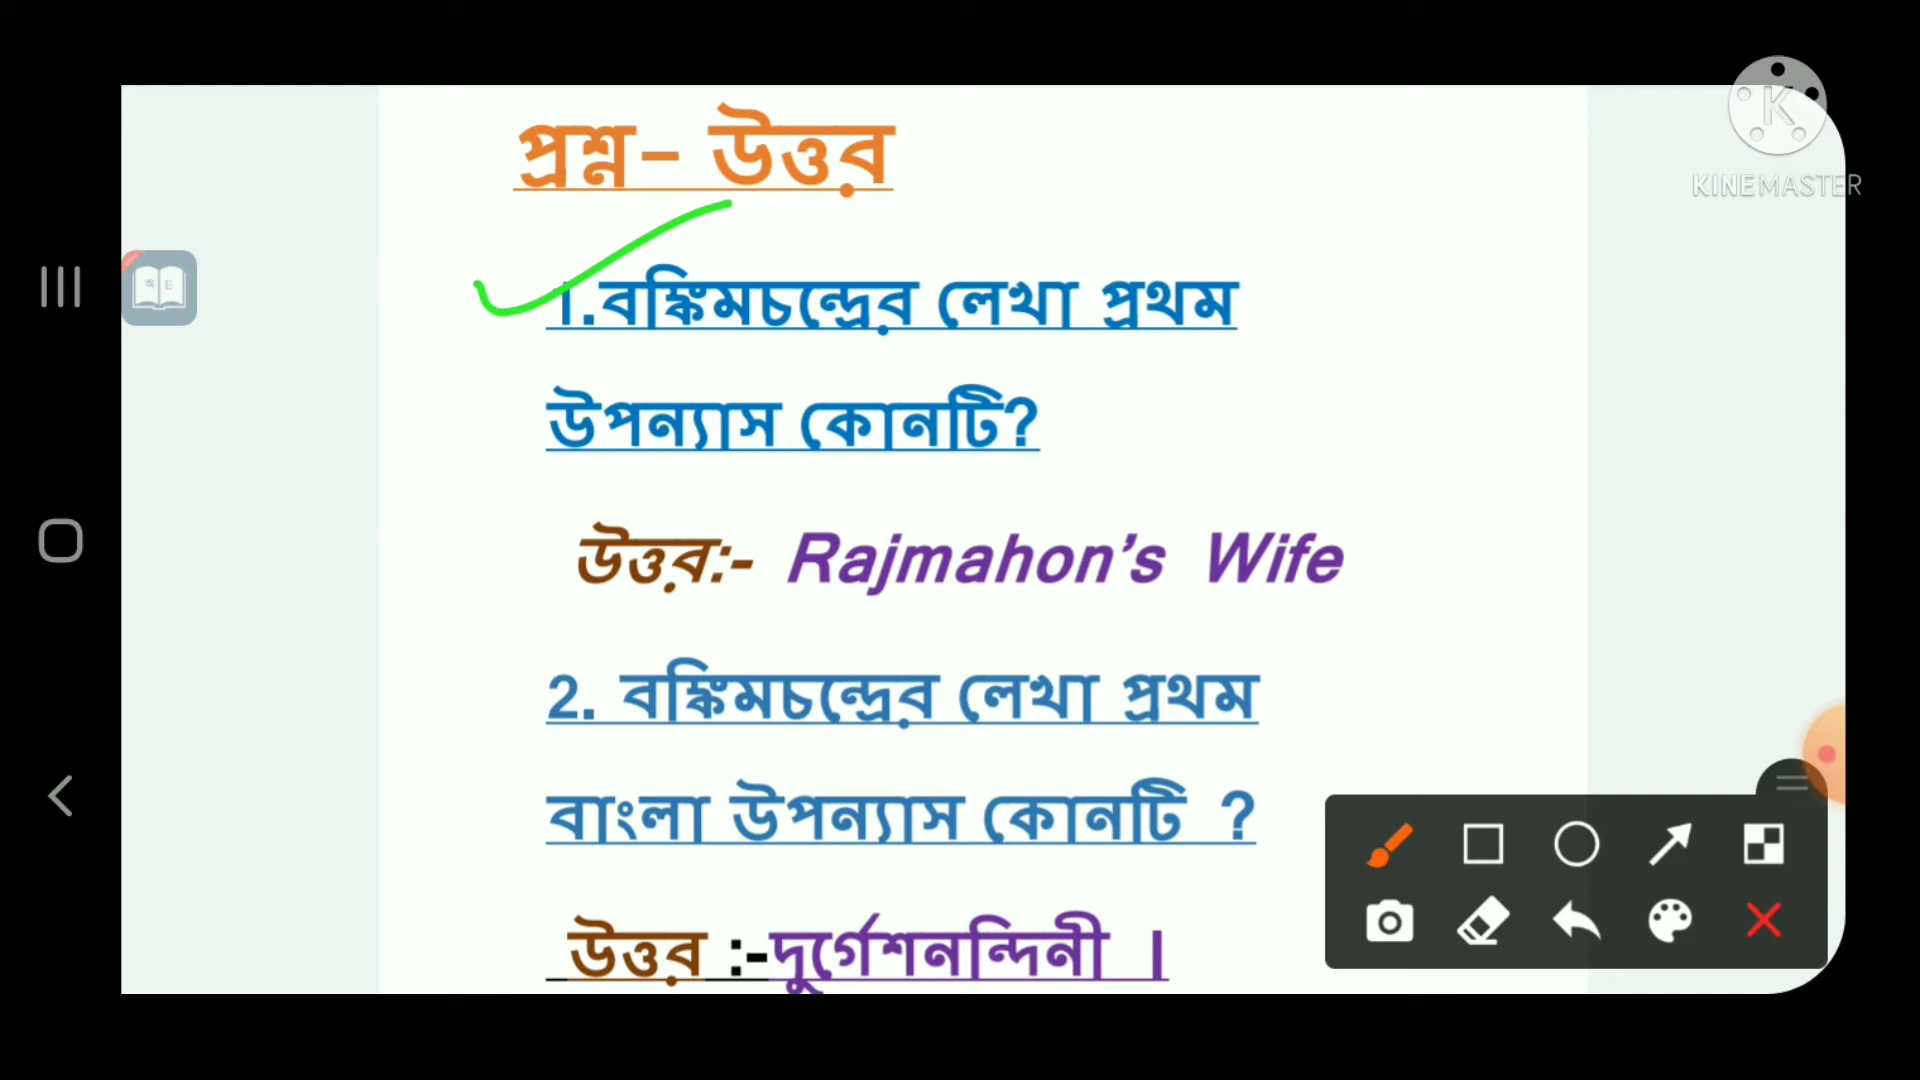 প্রশ্ন– উত্তর
KINEMASTER
1.বঙ্কিমচন্দ্রের লেখা প্রথম
উপন্যাস কোনটি?
উত্তর:- Rajmahon’s Wife
2. বঙ্কিমচন্দ্রের লেখা প্রথম
বাংলা উপন্যাস কোনটি ?
উত্তর :-দুর্গেশনন্দিনী ।